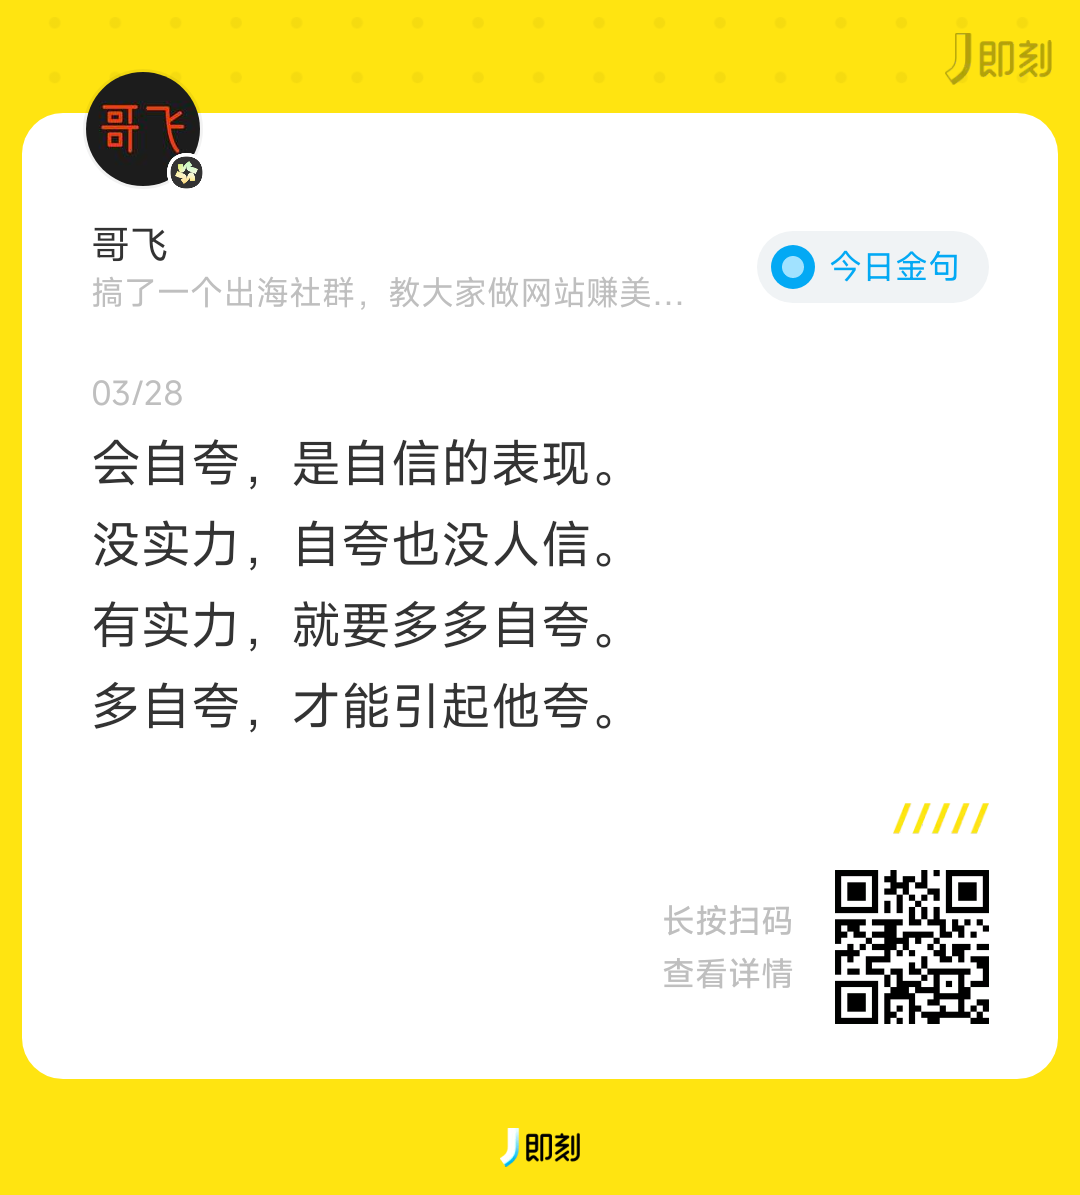 即刻
哥飞
哥飞
搞了一个出海社群，教大家做网站赚美...
今日金句
03/28
会自夸，是自信的表现。
没实力，自夸也没人信。
有实力，就要多多自夸。
多自夸，才能引起他夸。
长按扫码
查看详情
即刻